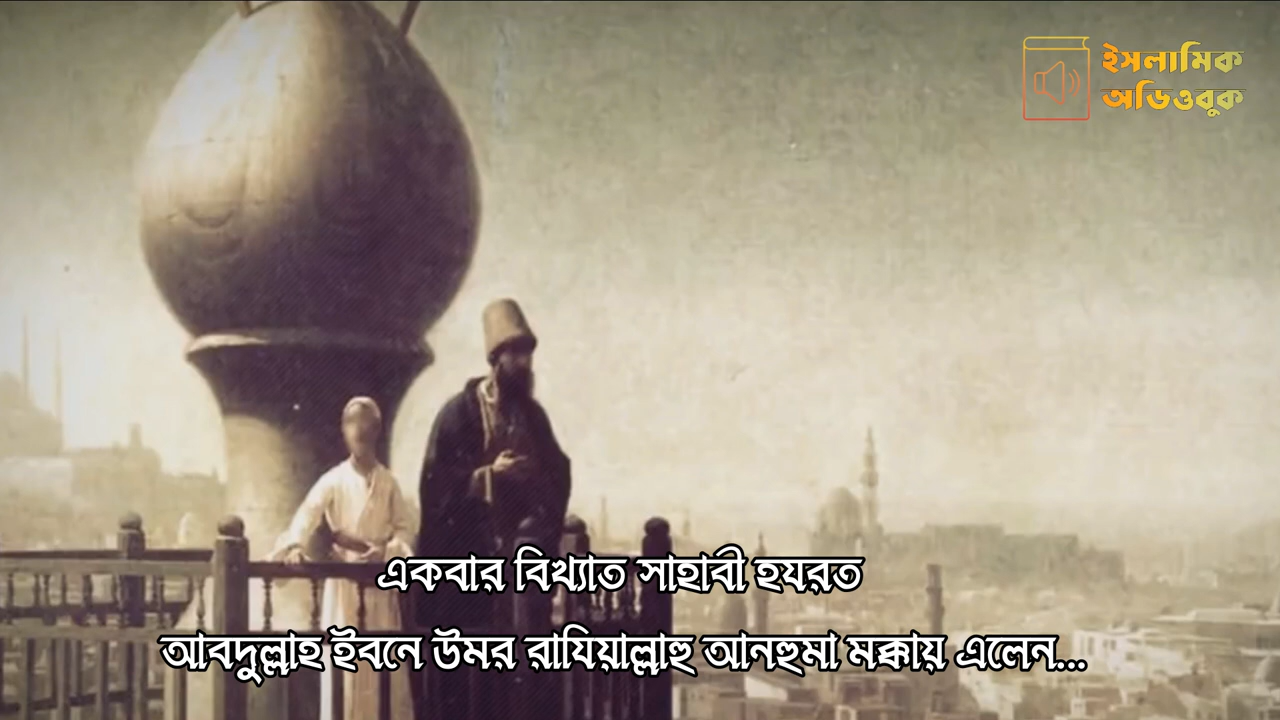 ইসলামিক
অডিওবুক
একবার বিখ্যাত সাহাবী হযরত
আবদুল্লাহ ইবনে উমর রাযিয়াল্লাহু আনহুমা মক্কায় এলেন...